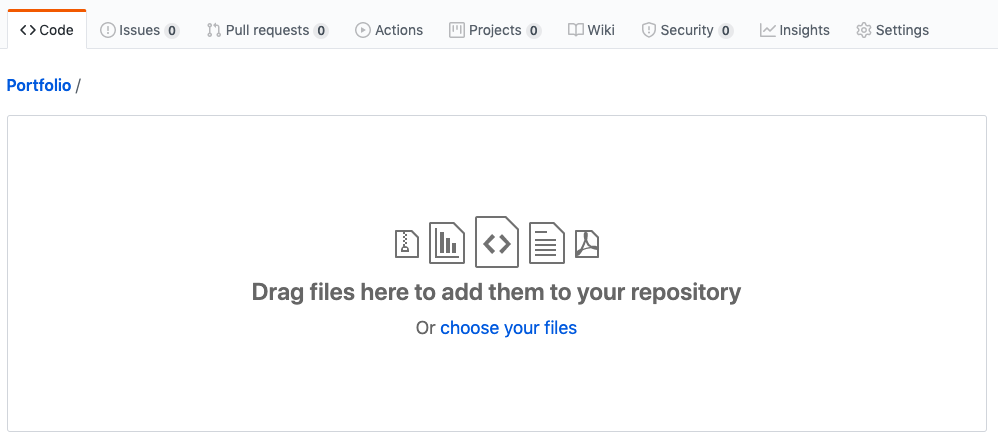 Code Issues 0 Pull requests 0 Actions Projects 0 Wiki Security 0 Insights Settings
Portfolio /
Drag files here to add them to your repository
Or choose your files